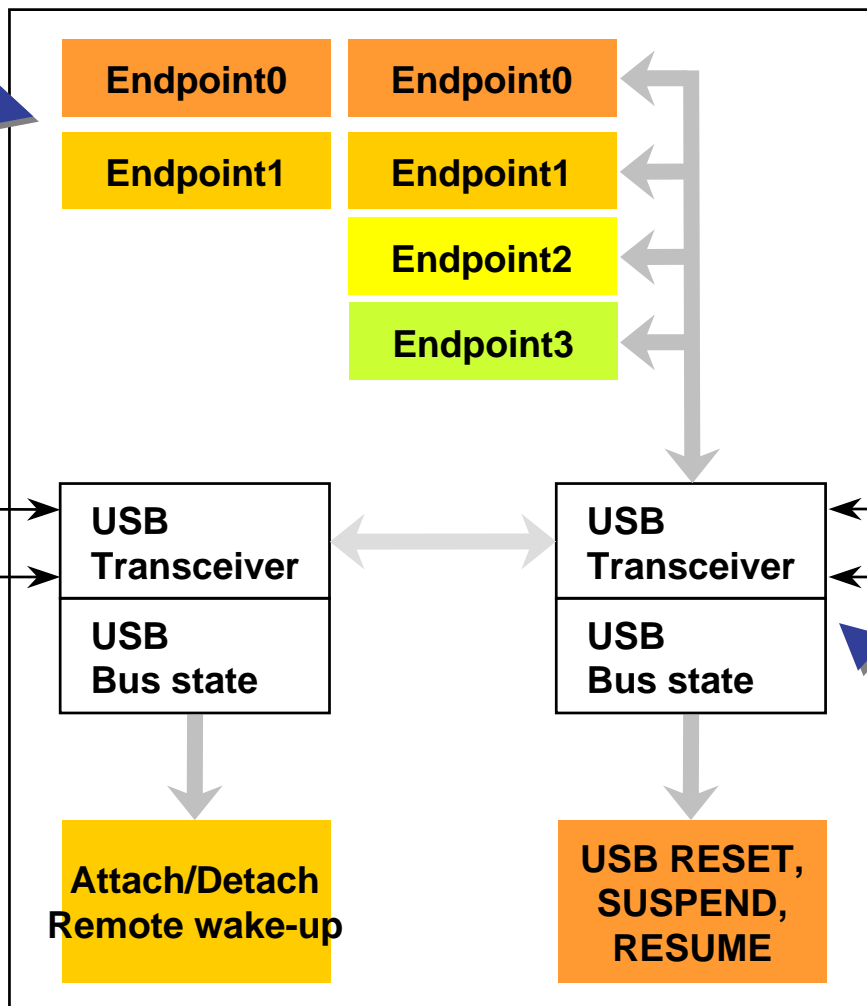 Endpoint0 Endpoint0
Endpoint1 Endpoint1
Endpoint2
Endpoint3
USB
Transceiver
USB
Bus state
USB
Transceiver
USB
Bus state
Attach/Detach
Remote wake-up
USB RESET,
SUSPEND,
RESUME